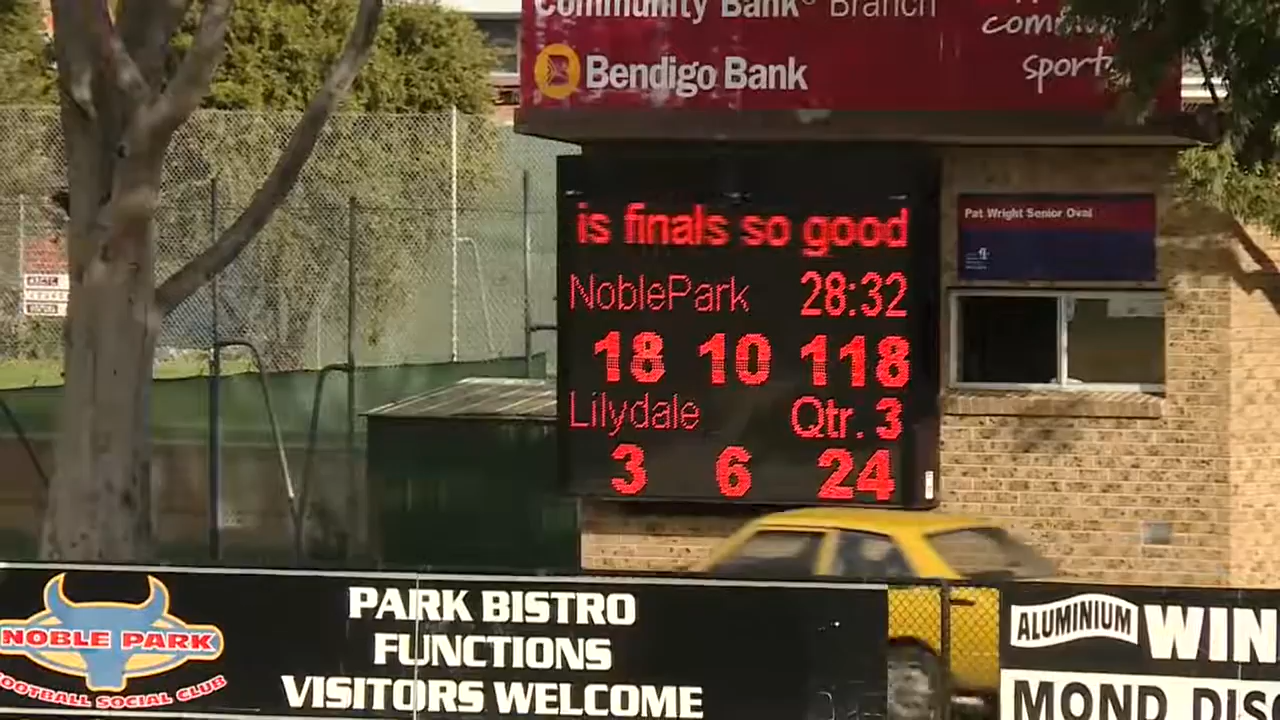 Community Bank® Branch
Bendigo Bank
sport
is finals so good
NoblePark 28:32
18 10 118
Lilydale Qtr. 3
3 6 24
Pat Wright Senior Oval
NOBLE PARK
FOOTBALL SOCIAL CLUB
PARK BISTRO
FUNCTIONS
VISITORS WELCOME
ALUMINIUM WIN
MOND DISC